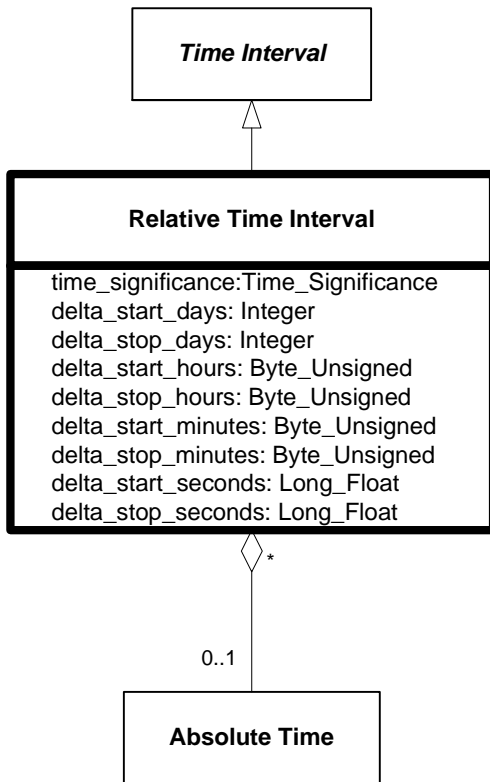 Time Interval
Relative Time Interval
time_significance:Time_Significance
delta_start_days: Integer
delta_stop_days: Integer
delta_start_hours: Byte_Unsigned
delta_stop_hours: Byte_Unsigned
delta_start_minutes: Byte_Unsigned
delta_stop_minutes: Byte_Unsigned
delta_start_seconds: Long_Float
delta_stop_seconds: Long_Float
*
0..1
Absolute Time